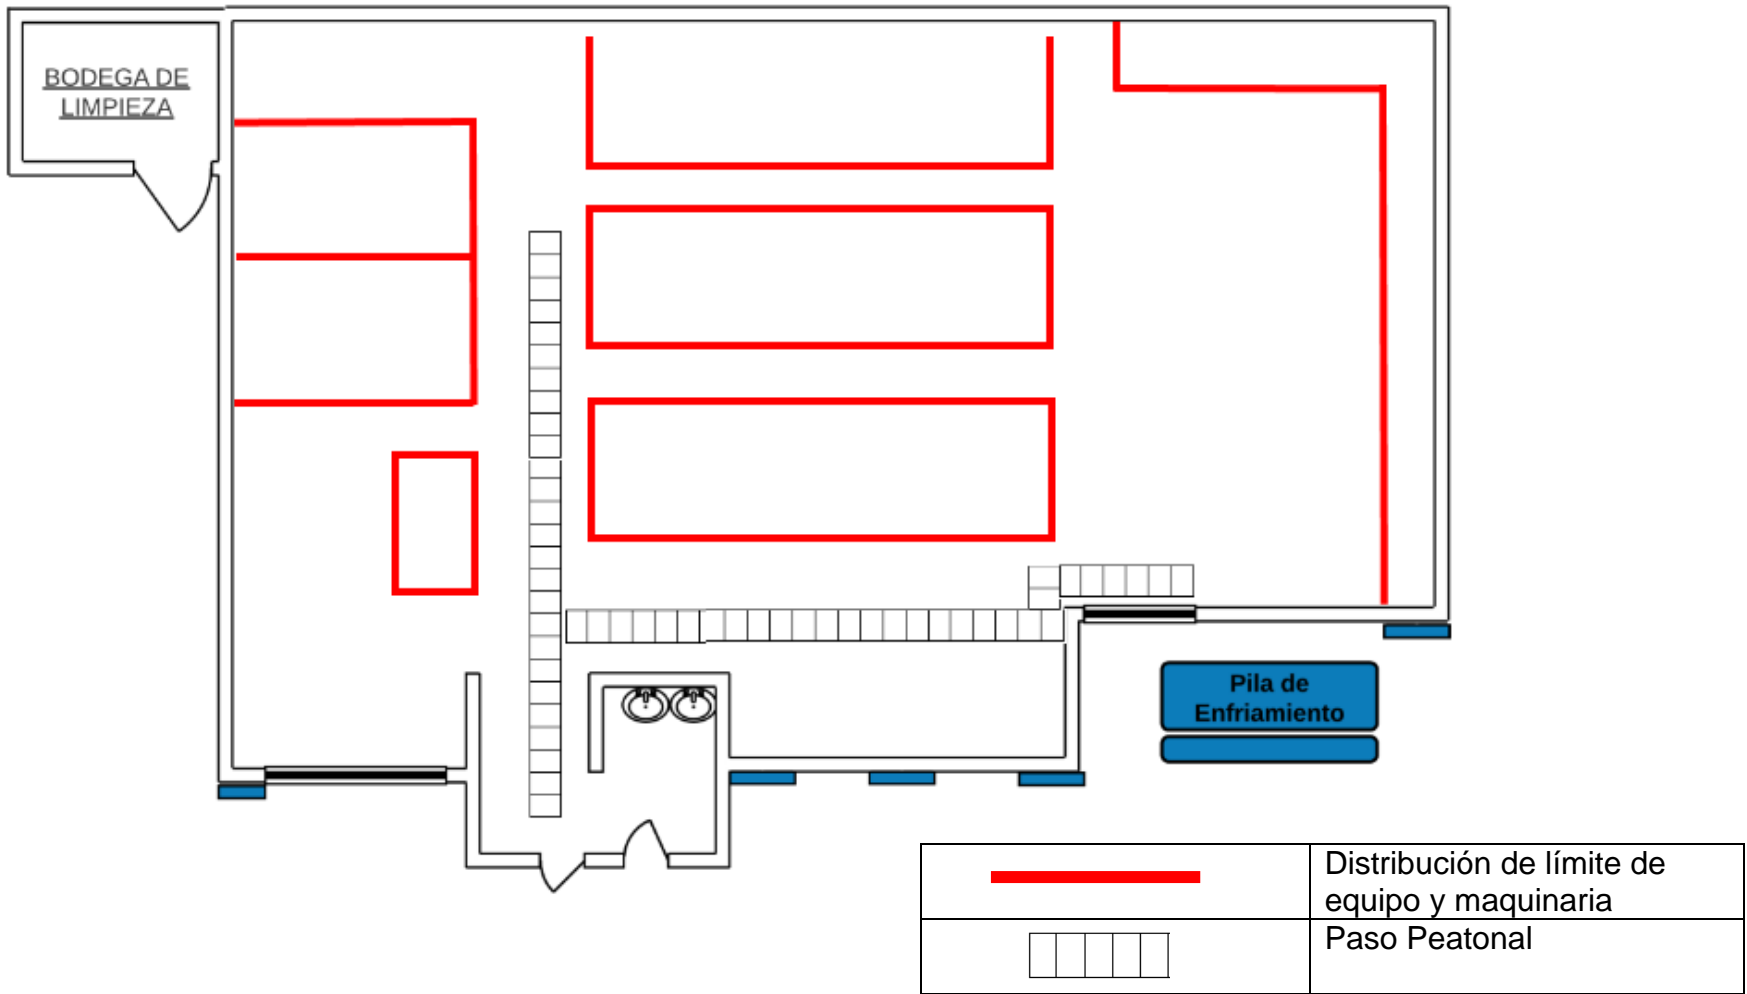 BODEGA DE
LIMPIEZA
Pila de
Enfriamiento
Distribución de límite de
equipo y maquinaria
Paso Peatonal